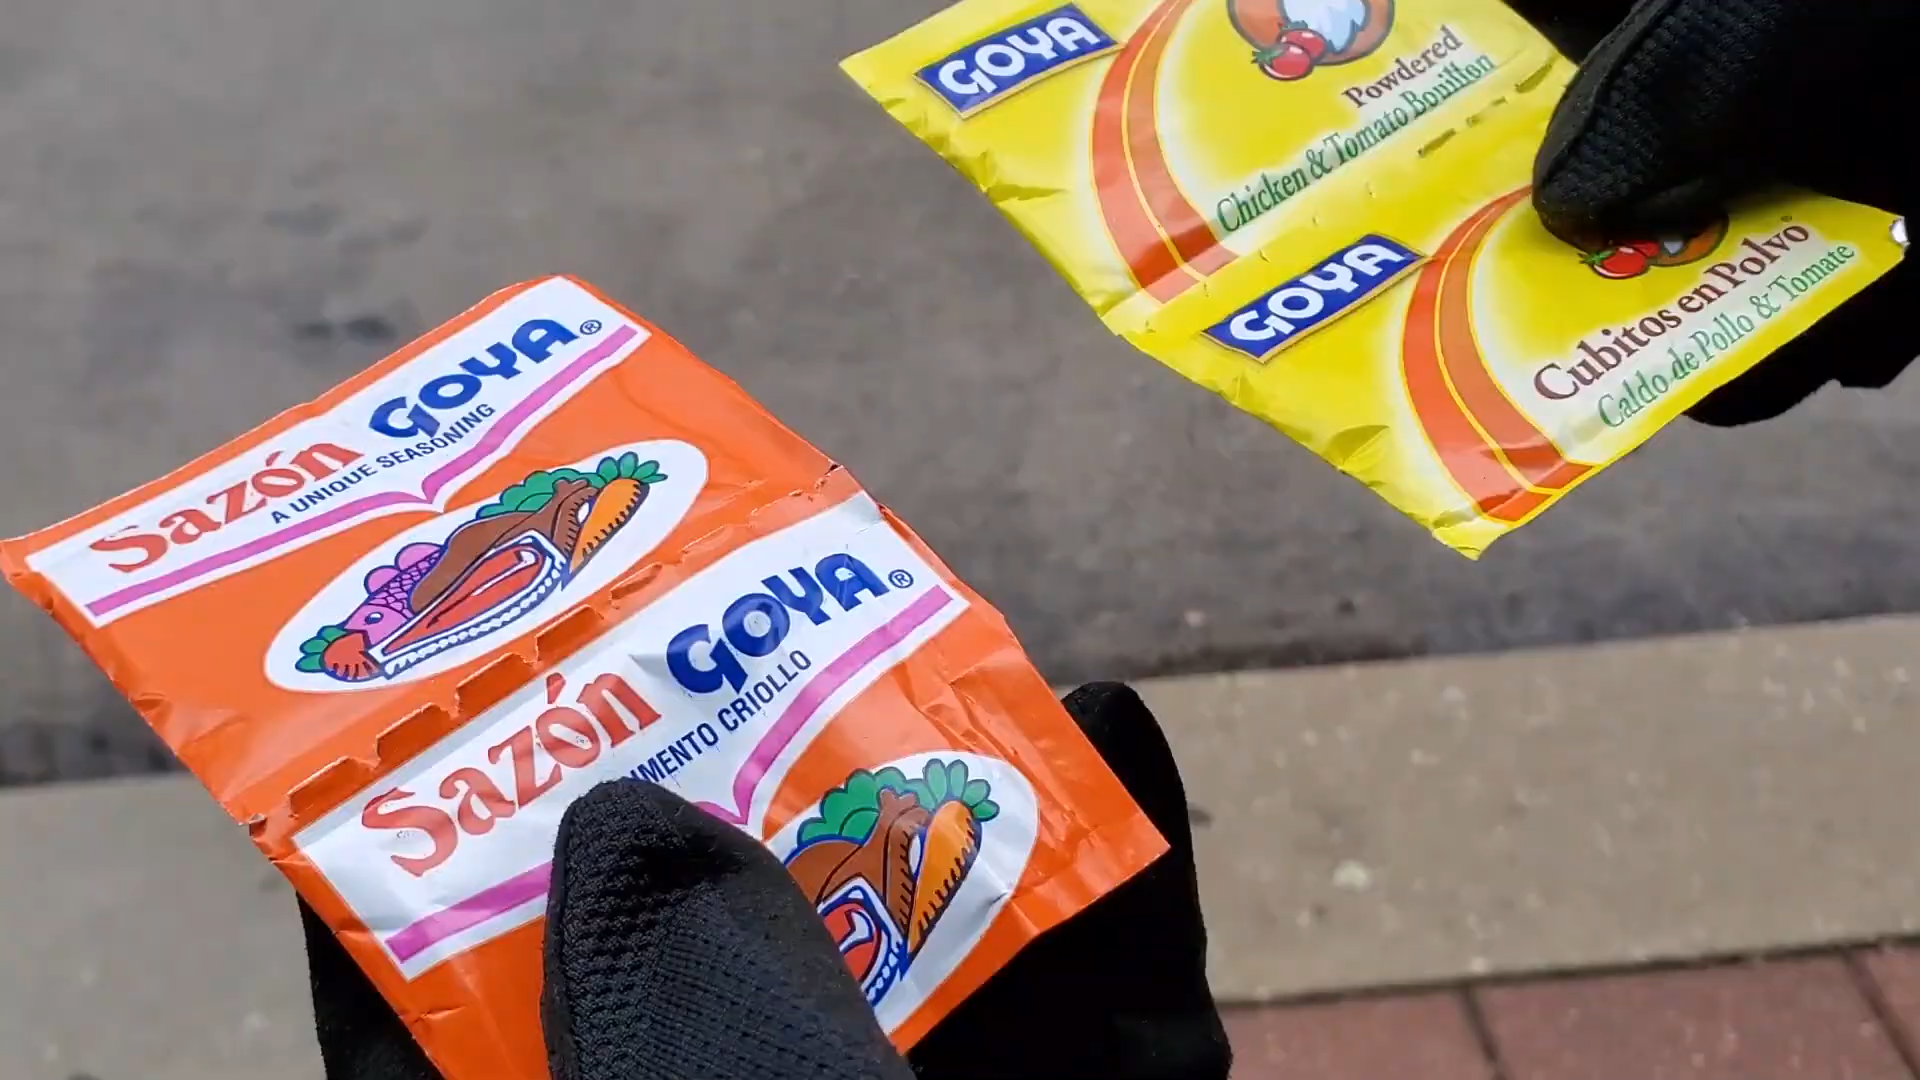 GOYA
Powdered
Chicken & Tomato Bouillon
GOYA
Cubitos en Polvo
Caldo de Pollo & Tomate
Sazón GOYA®
A UNIQUE SEASONING
Sazón GOYA®
IMENTO CRIOLLO